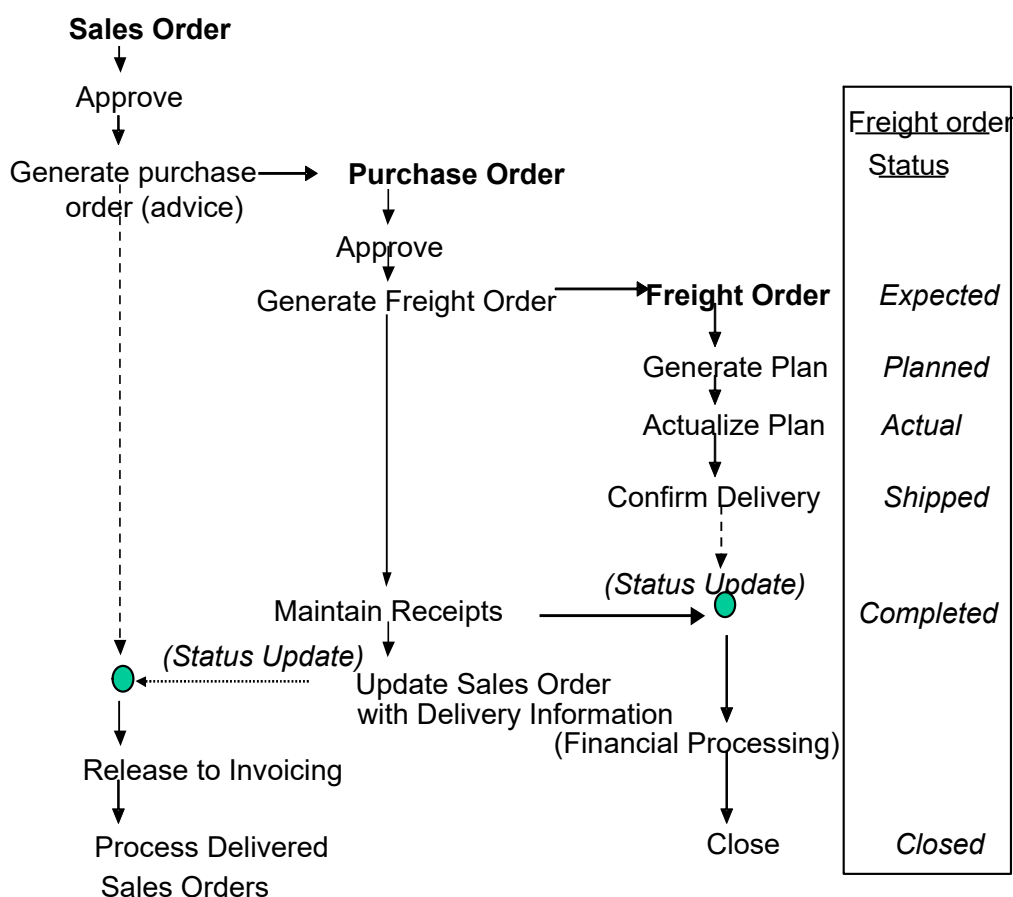 Sales Order
Approve
Freight order
Status
Generate purchase
order (advice)
Purchase Order
Approve
Generate Freight Order
Freight Order
Expected
Generate Plan
Planned
Actualize Plan
Actual
Confirm Delivery
Shipped
(Status Update)
Maintain Receipts
Completed
(Status Update)
Update Sales Order
with Delivery Information
(Financial Processing)
Release to Invoicing
Process Delivered
Sales Orders
Close
Closed